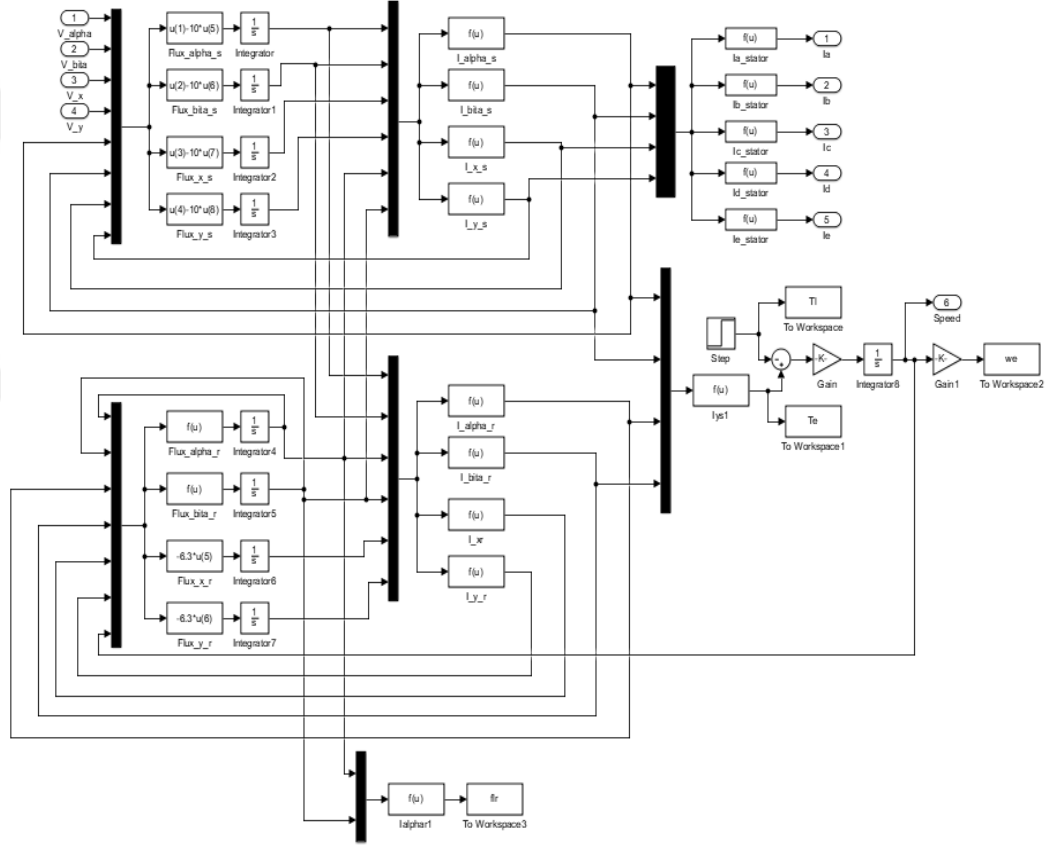 1
V_alpha
2
V_bita
3
V_x
4
V_y
u(1)-10*u(5)
Flux_alpha_s
1
s
Integrator
u(2)-10*u(6)
Flux_bita_s
1
s
Integrator1
u(3)-10*u(7)
Flux_x_s
1
s
Integrator2
u(4)-10*u(8)
Flux_y_s
1
s
Integrator3
f(u)
I_alpha_s
f(u)
I_bita_s
f(u)
I_x_s
f(u)
I_y_s
f(u)
Ia_stator
1
Ia
f(u)
Ib_stator
2
Ib
f(u)
Ic_stator
3
Ic
f(u)
Id_stator
4
Id
f(u)
Ie_stator
5
Ie
Step
Tl
To Workspace
f(u)
Iys1
Te
To Workspace1
-K-
Gain
1
s
Integrator8
6
Speed
-K-
Gain1
we
To Workspace2
f(u)
Flux_alpha_r
1
s
Integrator4
f(u)
Flux_bita_r
1
s
Integrator5
-6.3*u(5)
Flux_x_r
1
s
Integrator6
-6.3*u(6)
Flux_y_r
1
s
Integrator7
f(u)
I_alpha_r
f(u)
I_bita_r
f(u)
I_xr
f(u)
I_y_r
f(u)
Ialphar1
flr
To Workspace3